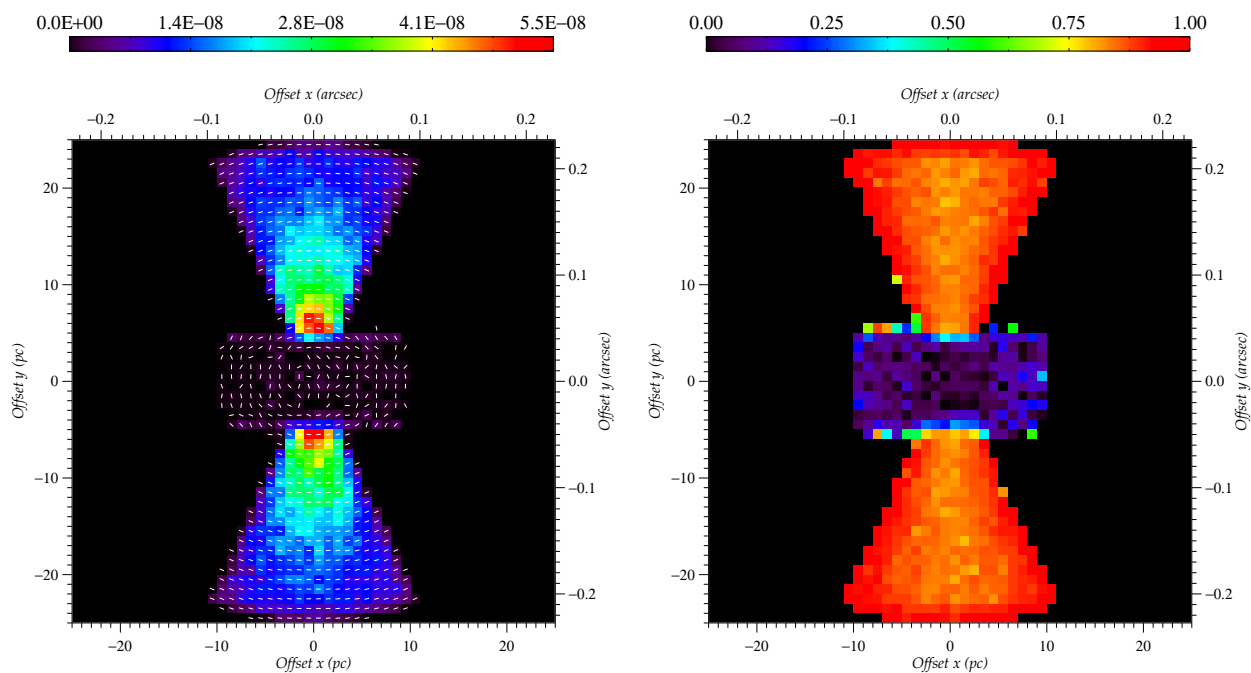 0.0E+00 1.4E−08 2.8E−08 4.1E−08 5.5E−08
0.00 0.25 0.50 0.75 1.00
Offset x (arcsec)
Offset x (arcsec)
−0.2 −0.1 0.0 0.1 0.2
−0.2 −0.1 0.0 0.1 0.2
20
10
0
−10
−20
Offset y (pc)
0.2
0.1
0.0
−0.1
−0.2
Offset y (arcsec)
20
10
0
−10
−20
Offset y (pc)
0.2
0.1
0.0
−0.1
−0.2
Offset y (arcsec)
−20 −10 0 10 20
−20 −10 0 10 20
Offset x (pc)
Offset x (pc)